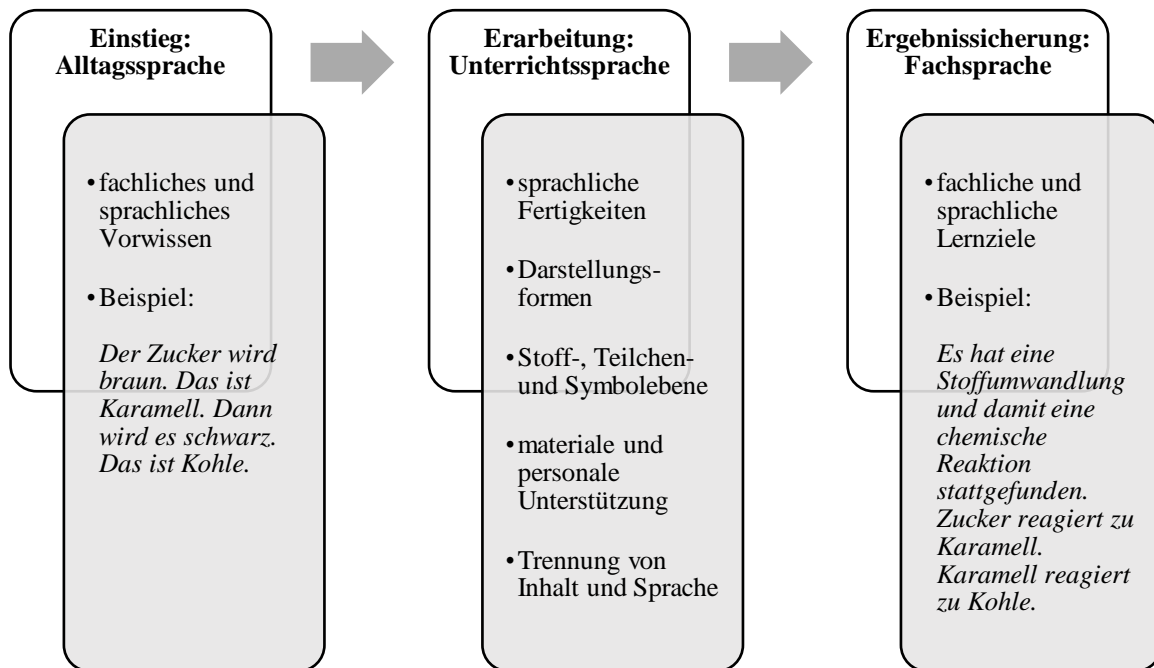 Einstieg:
Alltagssprache
• fachliches und
sprachliches
Vorwissen
• Beispiel:
Der Zucker wird
braun. Das ist
Karamell. Dann
wird es schwarz.
Das ist Kohle.
Erarbeitung:
Unterrichtssprache
• sprachliche
Fertigkeiten
• Darstellungs-
formen
• Stoff-, Teilchen-
und Symbolebene
• materiale und
personale
Unterstützung
• Trennung von
Inhalt und Sprache
Ergebnissicherung:
Fachsprache
• fachliche und
sprachliche
Lernziele
• Beispiel:
Es hat eine
Stoffumwandlung
und damit eine
chemische
Reaktion
stattgefunden.
Zucker reagiert zu
Karamell.
Karamell reagiert
zu Kohle.